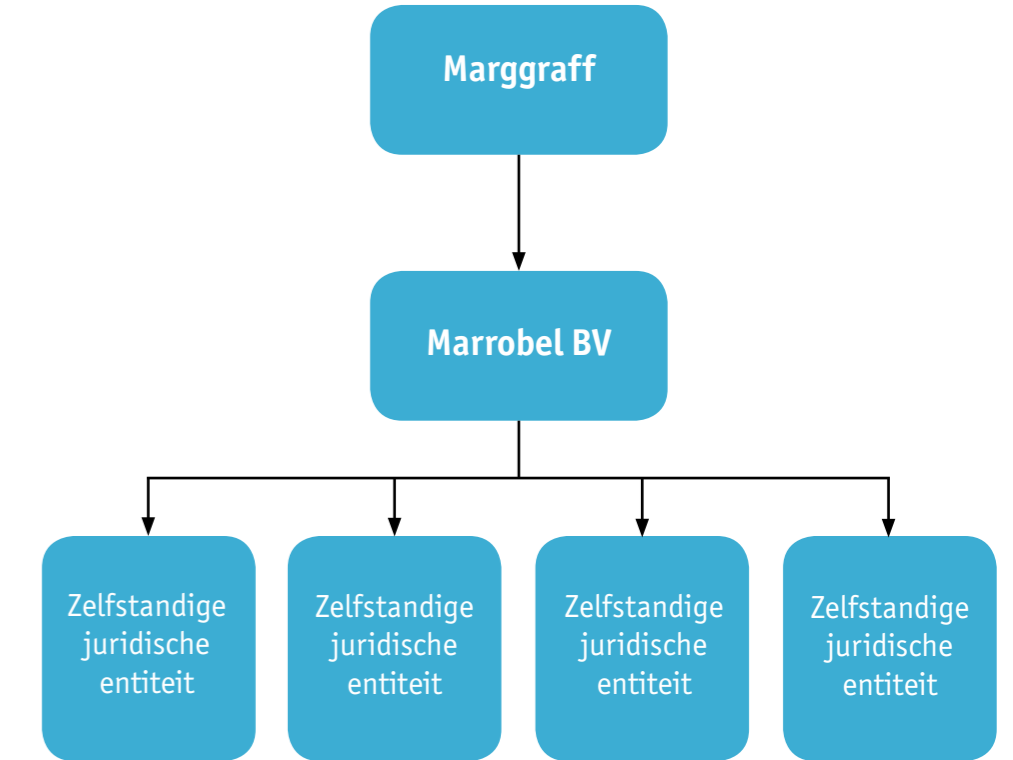 Marggraff
Marrobel BV
Zelfstandige
juridische
entiteit
Zelfstandige
juridische
entiteit
Zelfstandige
juridische
entiteit
Zelfstandige
juridische
entiteit